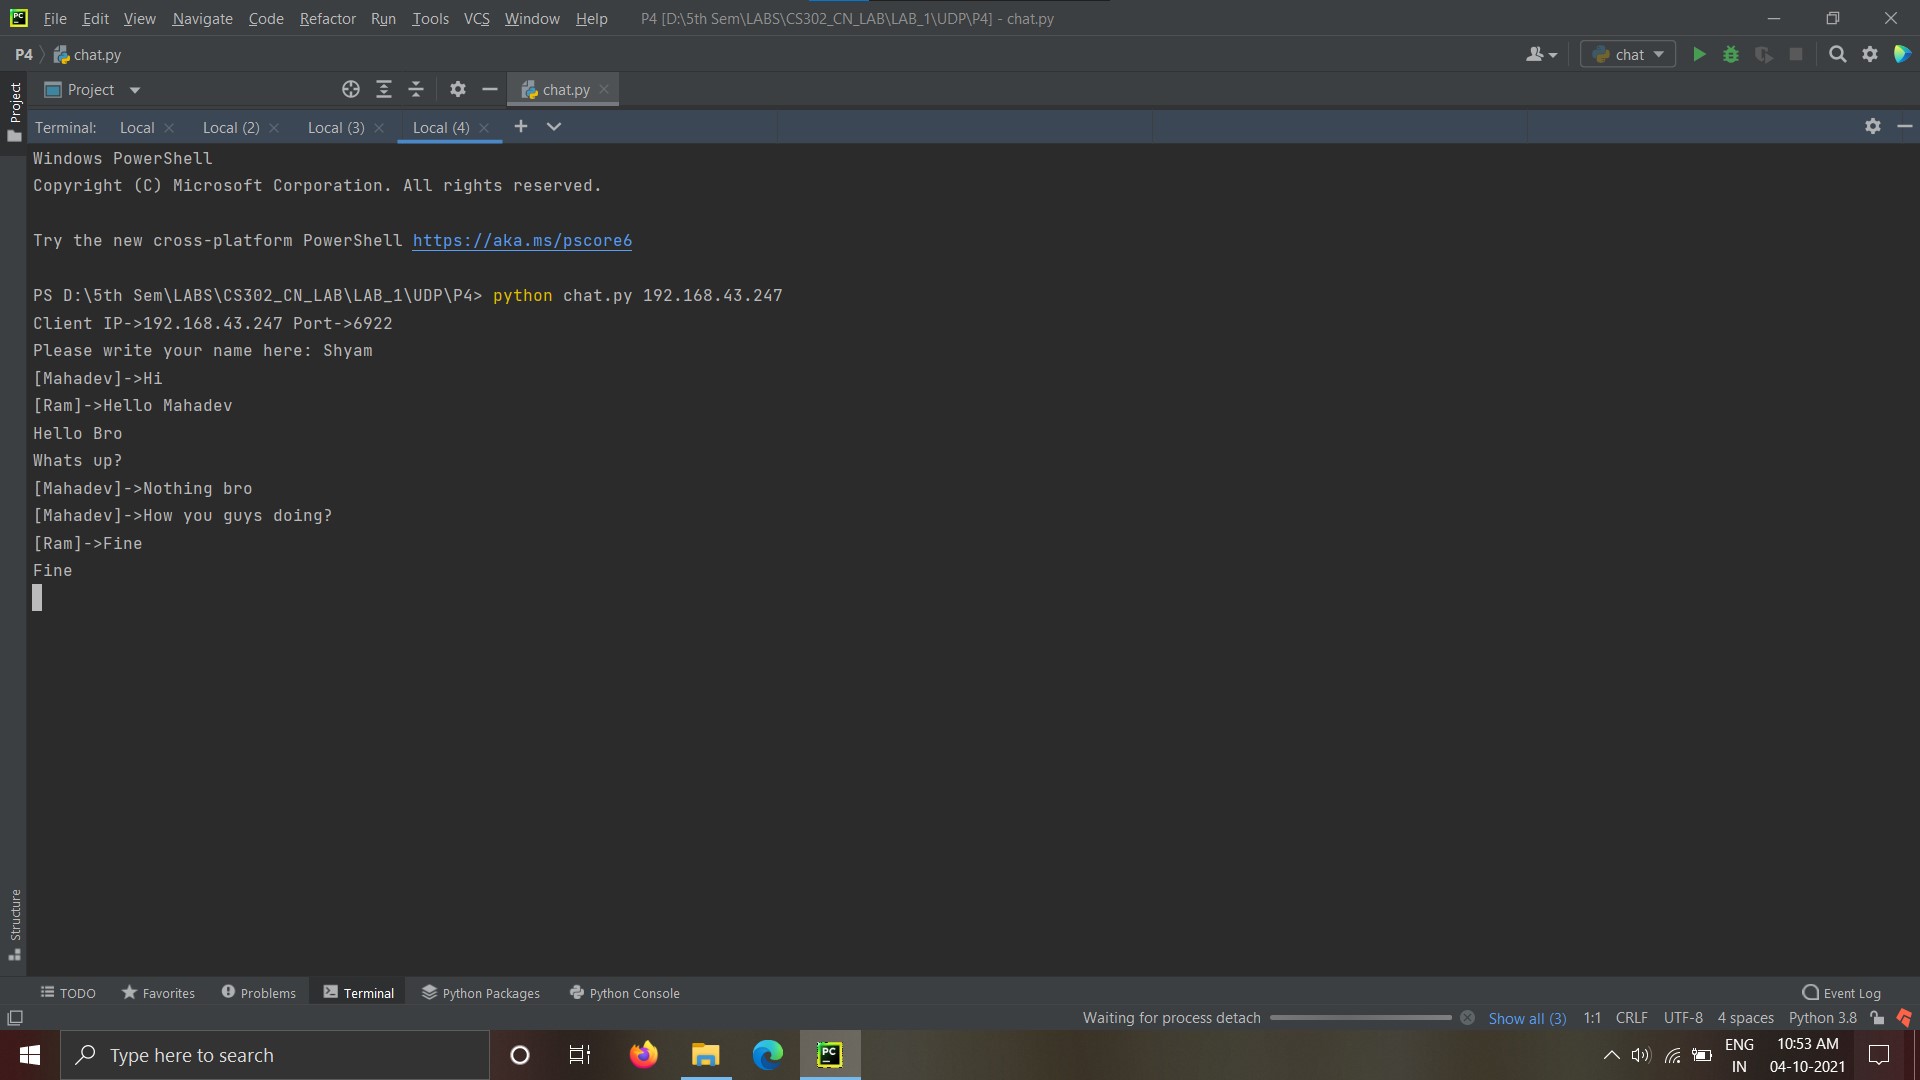 PC File Edit View Navigate Code Refactor Run Tools VCS Window Help P4 [D:\5th Sem\LABS\CS302_CN_LAB\LAB_1\UDP\P4] - chat.py
P4 chat.py chat
Project Project chat.py
Terminal: Local Local (2) Local (3) Local (4)
Windows PowerShell
Copyright (C) Microsoft Corporation. All rights reserved.
Try the new cross-platform PowerShell https://aka.ms/pscore6
PS D:\5th Sem\LABS\CS302_CN_LAB\LAB_1\UDP\P4> python chat.py 192.168.43.247
Client IP->192.168.43.247 Port->6922
Please write your name here: Shyam
[Mahadev]->Hi
[Ram]->Hello Mahadev
Hello Bro
Whats up?
[Mahadev]->Nothing bro
[Mahadev]->How you guys doing?
[Ram]->Fine
Fine
Structure
TODO Favorites Problems Terminal Python Packages Python Console Event Log
Waiting for process detach Show all (3) 1:1 CRLF UTF-8 4 spaces Python 3.8
Type here to search PC ENG 10:53 AM
IN 04-10-2021